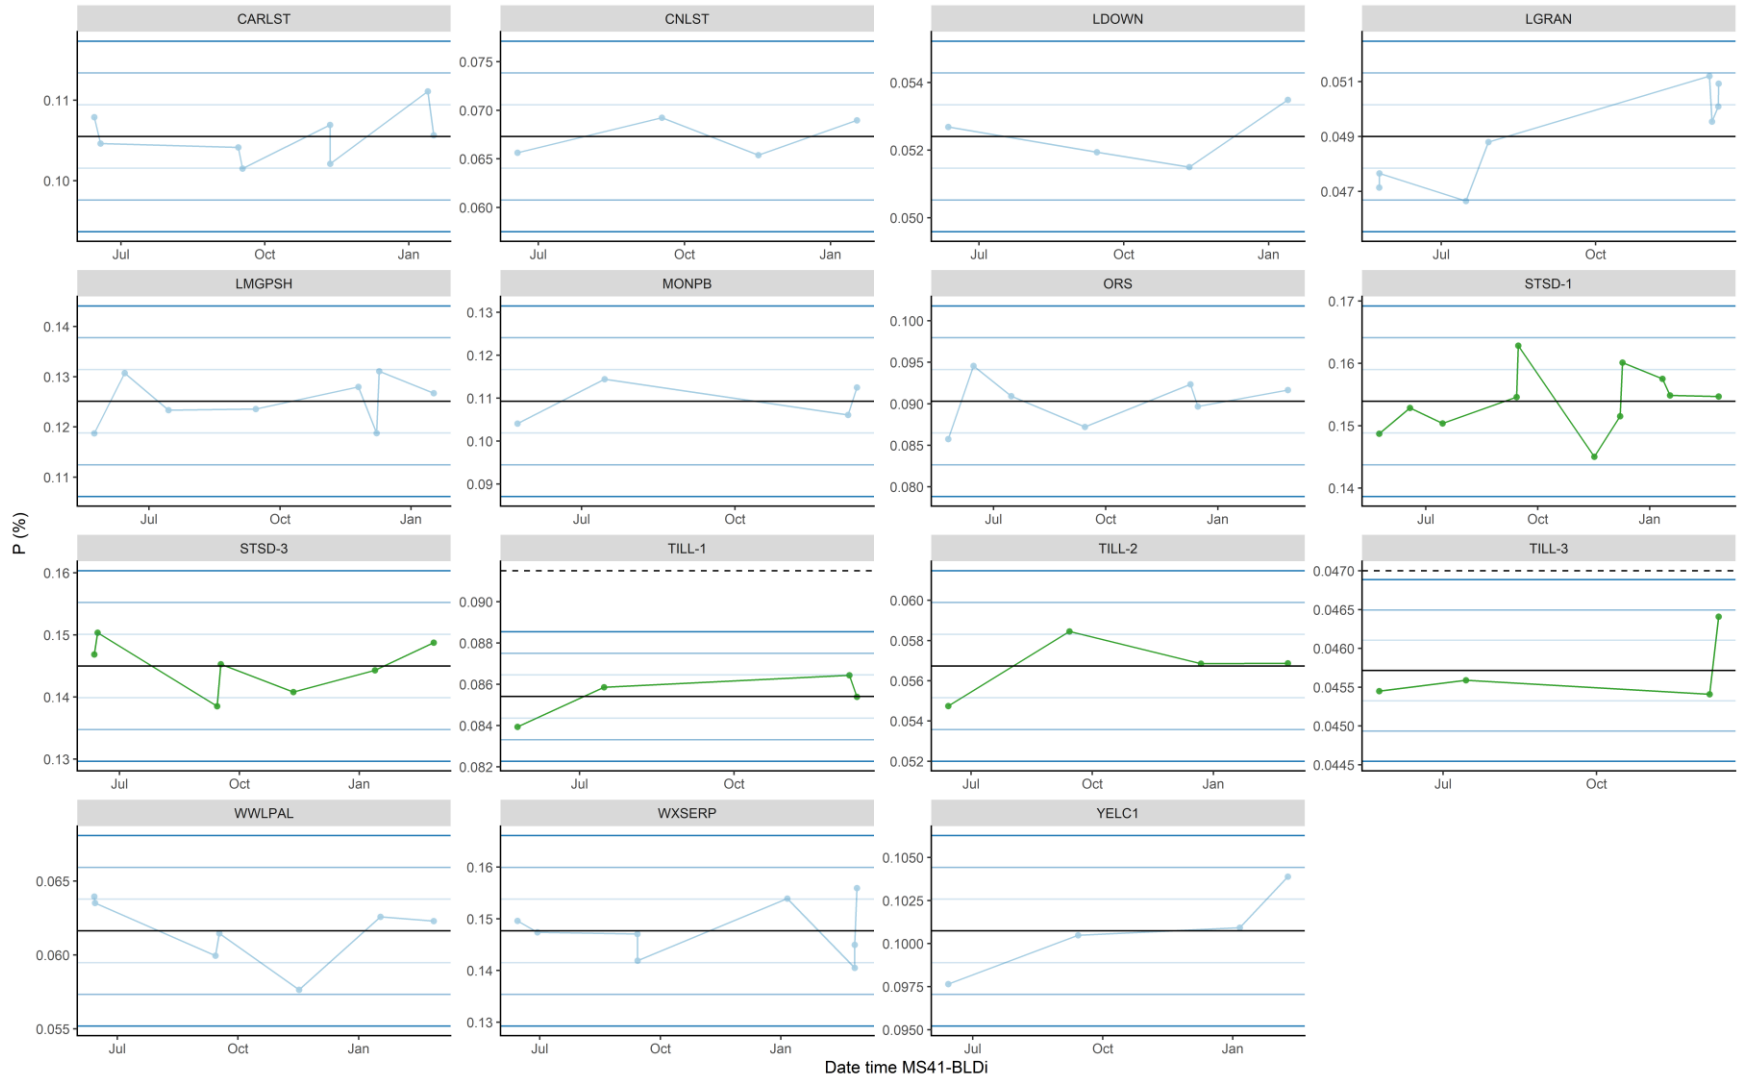 CARLST CNLST LDOWN LGRAN
0.11
0.10
Jul Oct Jan
0.075
0.070
0.065
0.060
Jul Oct Jan
0.054
0.052
0.050
Jul Oct Jan
0.051
0.049
0.047
Jul Oct
LMGPSH MONPB ORS STSD-1
0.14
0.13
0.12
0.11
Jul Oct Jan
0.13
0.12
0.11
0.10
0.09
Jul Oct
0.100
0.095
0.090
0.085
0.080
Jul Oct Jan
0.17
0.16
0.15
0.14
Jul Oct Jan
P (%)
STSD-3 TILL-1 TILL-2 TILL-3
0.16
0.15
0.14
0.13
Jul Oct Jan
0.090
0.088
0.086
0.084
0.082
Jul Oct
0.060
0.058
0.056
0.054
0.052
Jul Oct Jan
0.0470
0.0465
0.0460
0.0455
0.0450
0.0445
Jul Oct
WWLPAL WXSERP YELC1
0.065
0.060
0.055
Jul Oct Jan
0.16
0.15
0.14
0.13
Jul Oct Jan
0.1050
0.1025
0.1000
0.0975
0.0950
Jul Oct Jan
Date time MS41-BLDi